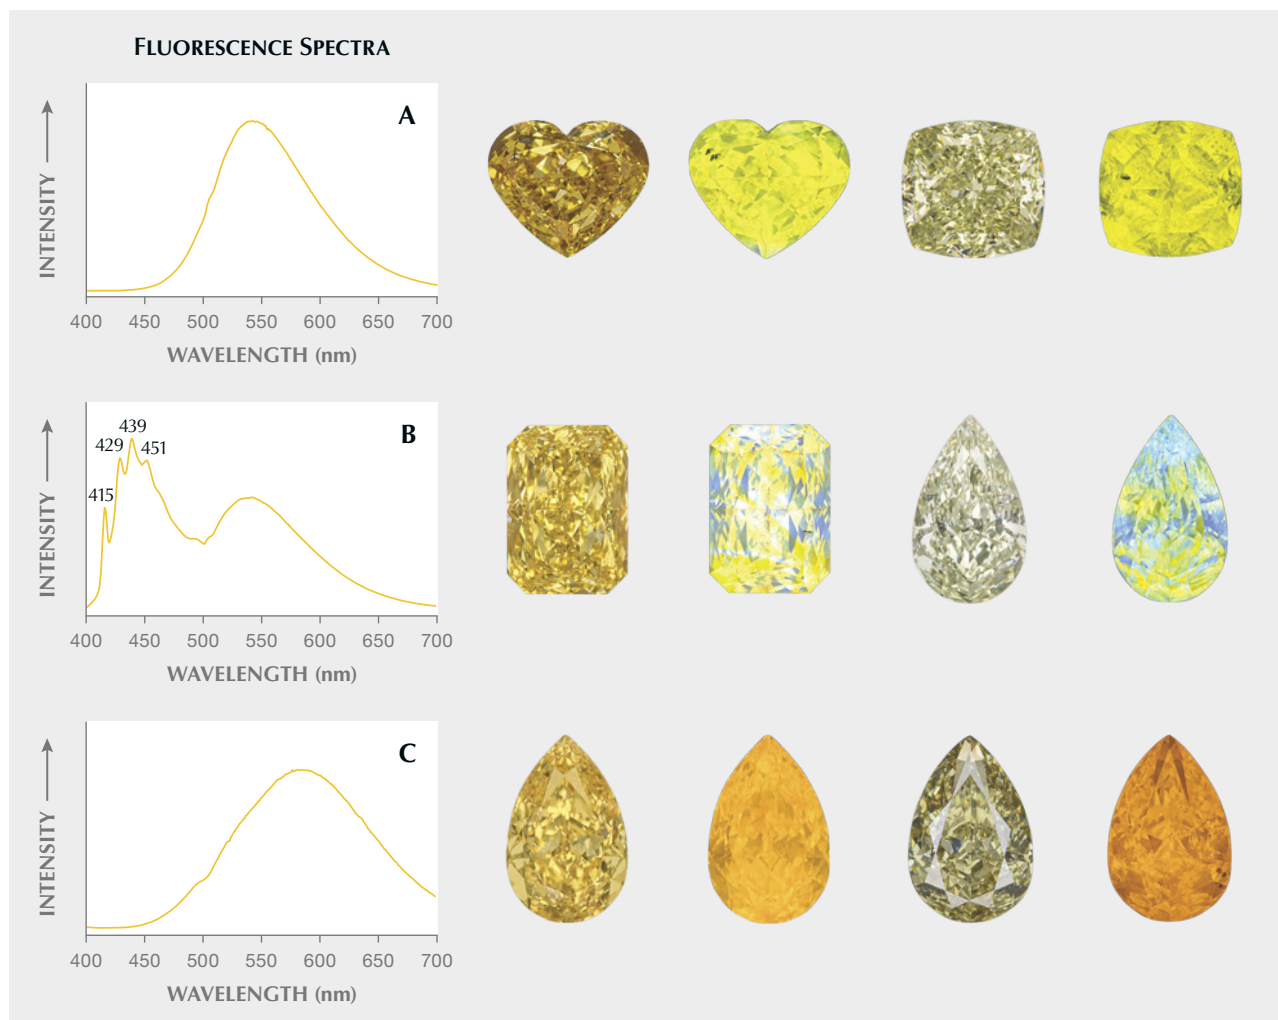 FLUORESCENCE SPECTRA
A
INTENSITY
400 450 500 550 600 650 700
WAVELENGTH (nm)
B
439
429 451
415
INTENSITY
400 450 500 550 600 650 700
WAVELENGTH (nm)
C
INTENSITY
400 450 500 550 600 650 700
WAVELENGTH (nm)